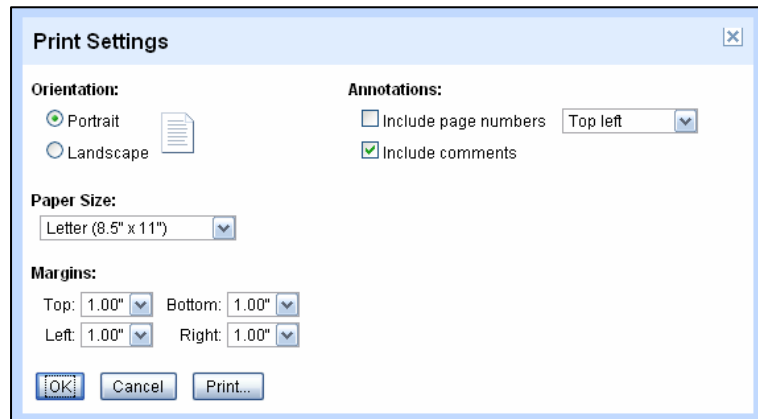 Print Settings
Orientation:
Portrait
Landscape
Annotations:
Include page numbers Top left
Include comments
Paper Size:
Letter (8.5" x 11")
Margins:
Top: 1.00" Bottom: 1.00"
Left: 1.00" Right: 1.00"
OK Cancel Print...